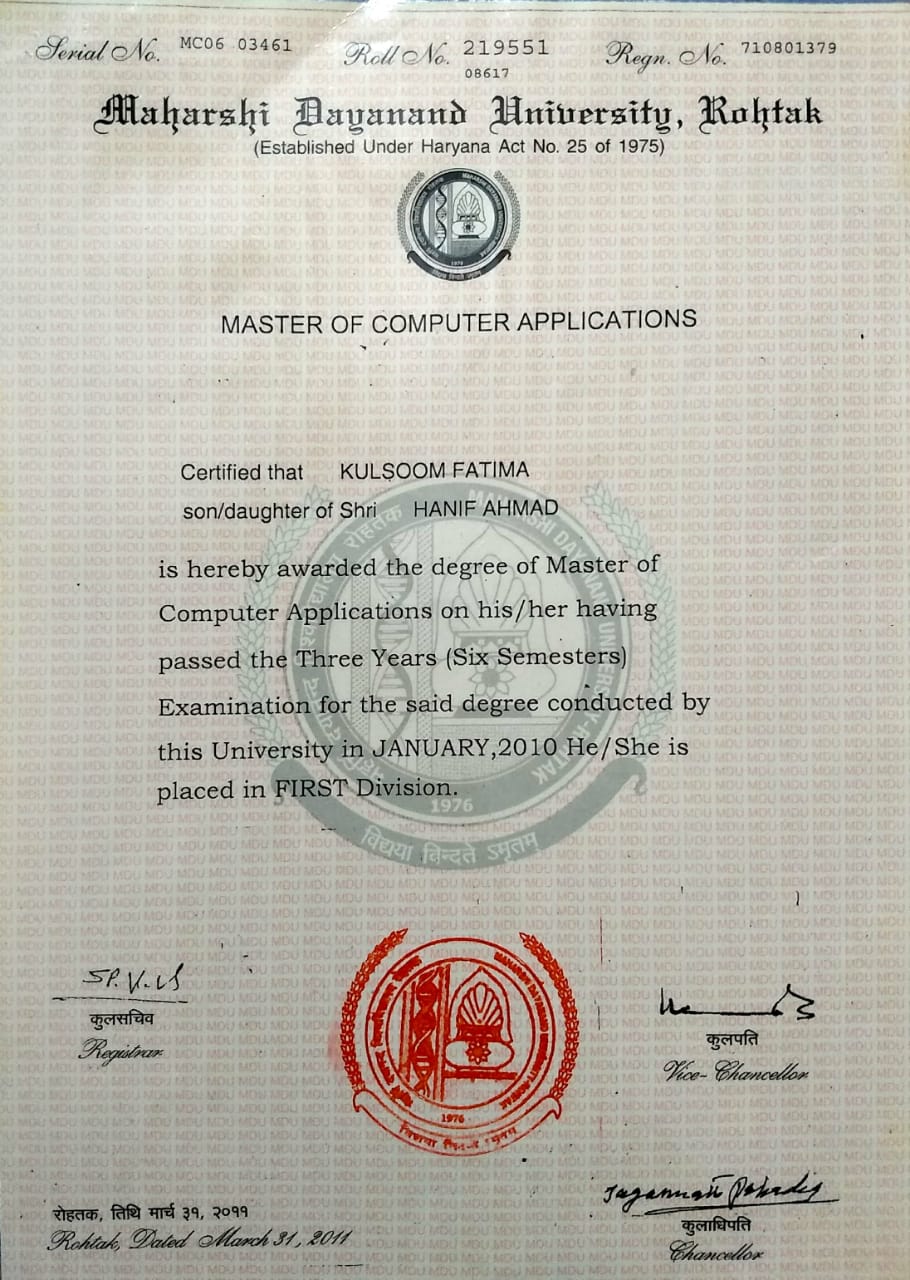 Serial No. MC06 03461 Roll No. 219551 Regn. No. 710801379
08617
Maharshi Dayanand University, Rohtak
(Established Under Haryana Act No. 25 of 1975)
MASTER OF COMPUTER APPLICATIONS
Certified that KULSOOM FATIMA
son/daughter of Shri HANIF AHMAD
is hereby awarded the degree of Master of
Computer Applications on his/her having
passed the Three Years (Six Semesters)
Examination for the said degree conducted by
this University in JANUARY,2010 He/She is
placed in FIRST Division.
1976
विद्यया विन्दते ऽमृतम्
कुलसचिव
Registrar
1976
कुलपति
Vice-Chancellor
रोहतक, तिथि मार्च ३१, २०११
Rohtak, Dated March 31, 2011
कुलाधिपति
Chancellor